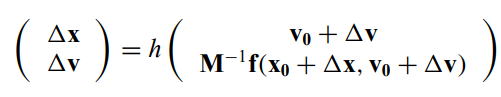 ( Δx ) = h ( v₀ + Δv )
( Δv ) ( M⁻¹f(x₀ + Δx, v₀ + Δv) )